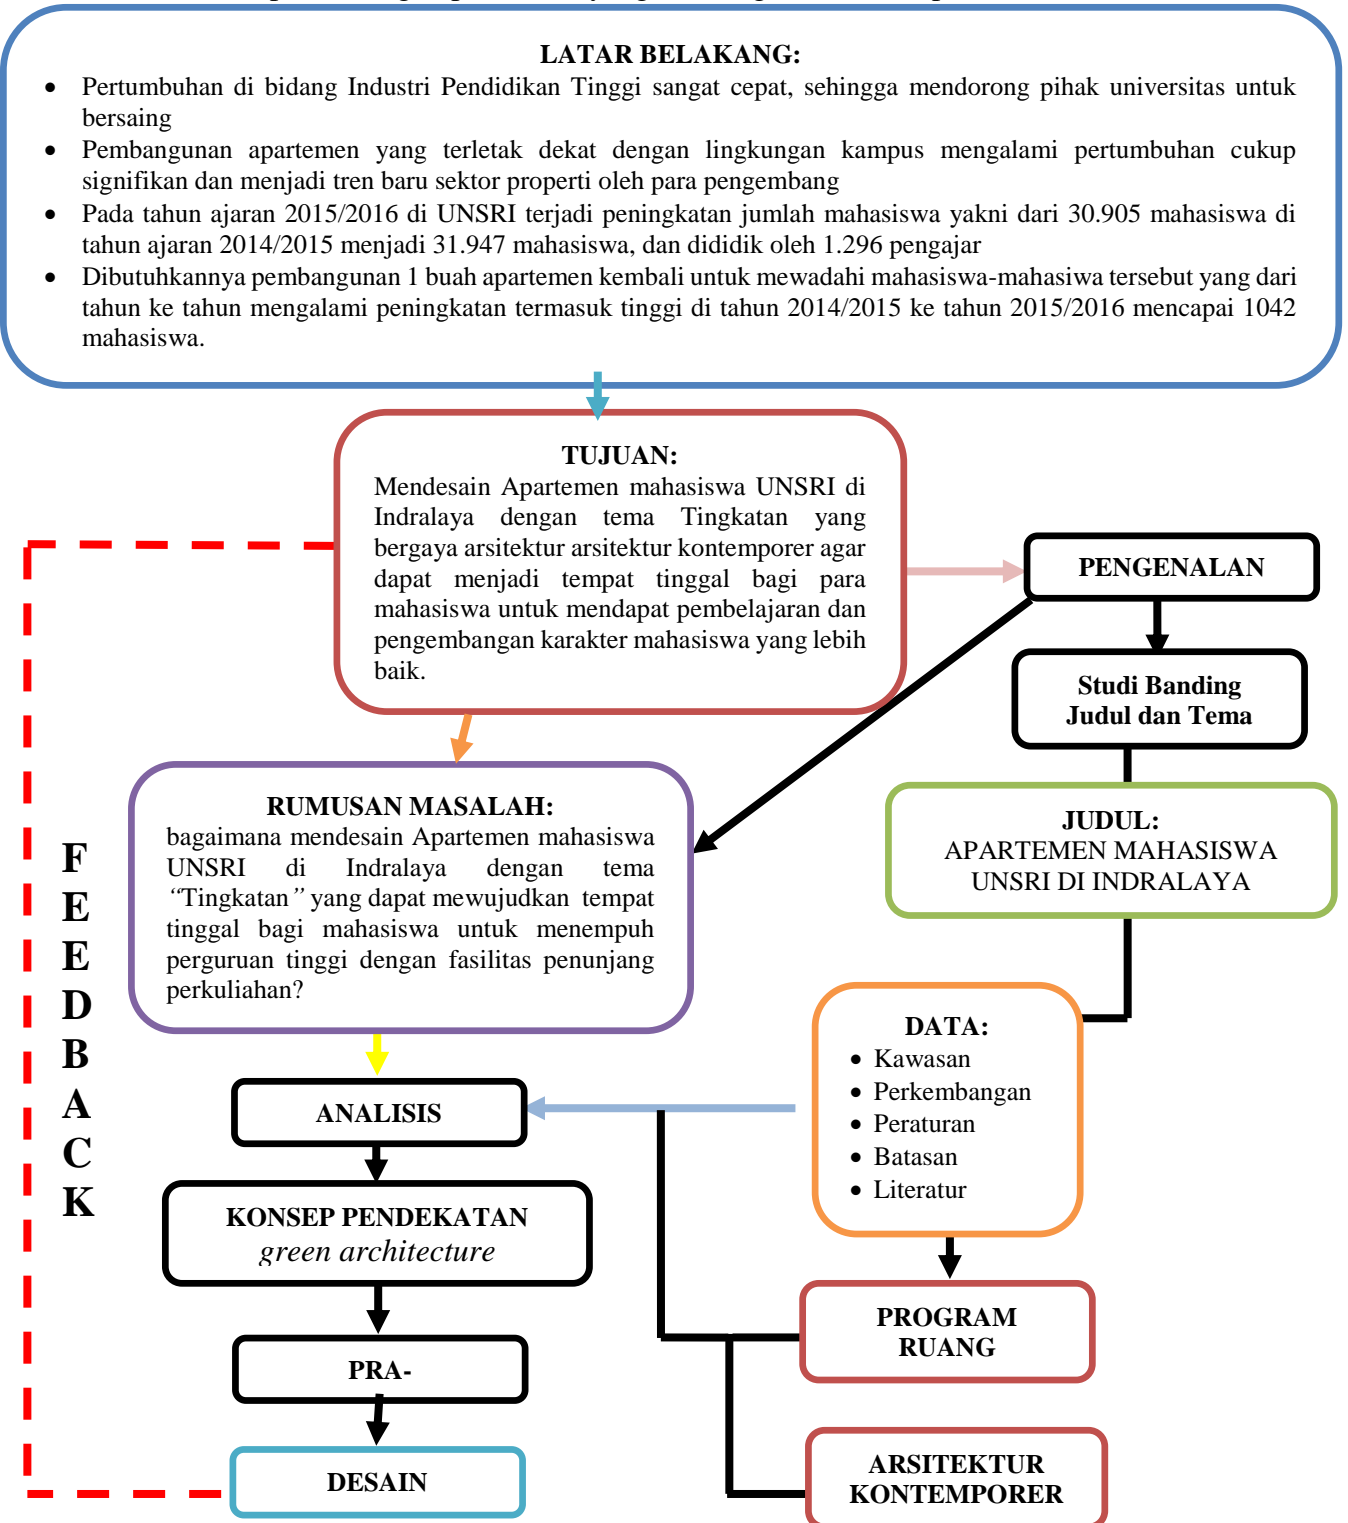 LATAR BELAKANG:
• Pertumbuhan di bidang Industri Pendidikan Tinggi sangat cepat, sehingga mendorong pihak universitas untuk
bersaing
• Pembangunan apartemen yang terletak dekat dengan lingkungan kampus mengalami pertumbuhan cukup
signifikan dan menjadi tren baru sektor properti oleh para pengembang
• Pada tahun ajaran 2015/2016 di UNSRI terjadi peningkatan jumlah mahasiswa yakni dari 30.905 mahasiswa di
tahun ajaran 2014/2015 menjadi 31.947 mahasiswa, dan dididik oleh 1.296 pengajar
• Dibutuhkannya pembangunan 1 buah apartemen kembali untuk mewadahi mahasiswa-mahasiwa tersebut yang dari
tahun ke tahun mengalami peningkatan termasuk tinggi di tahun 2014/2015 ke tahun 2015/2016 mencapai 1042
mahasiswa.
TUJUAN:
Mendesain Apartemen mahasiswa UNSRI di
Indralaya dengan tema Tingkatan yang
bergaya arsitektur arsitektur kontemporer agar
dapat menjadi tempat tinggal bagi para
mahasiswa untuk mendapat pembelajaran dan
pengembangan karakter mahasiswa yang lebih
baik.
PENGENALAN
Studi Banding
Judul dan Tema
RUMUSAN MASALAH:
bagaimana mendesain Apartemen mahasiswa
UNSRI di Indralaya dengan tema
“Tingkatan” yang dapat mewujudkan tempat
tinggal bagi mahasiswa untuk menempuh
perguruan tinggi dengan fasilitas penunjang
perkuliahan?
JUDUL:
APARTEMEN MAHASISWA
UNSRI DI INDRALAYA
F
E
E
D
B
A
C
K
DATA:
• Kawasan
• Perkembangan
• Peraturan
• Batasan
• Literatur
ANALISIS
KONSEP PENDEKATAN
green architecture
PROGRAM
RUANG
PRA-
ARSITEKTUR
KONTEMPORER
DESAIN